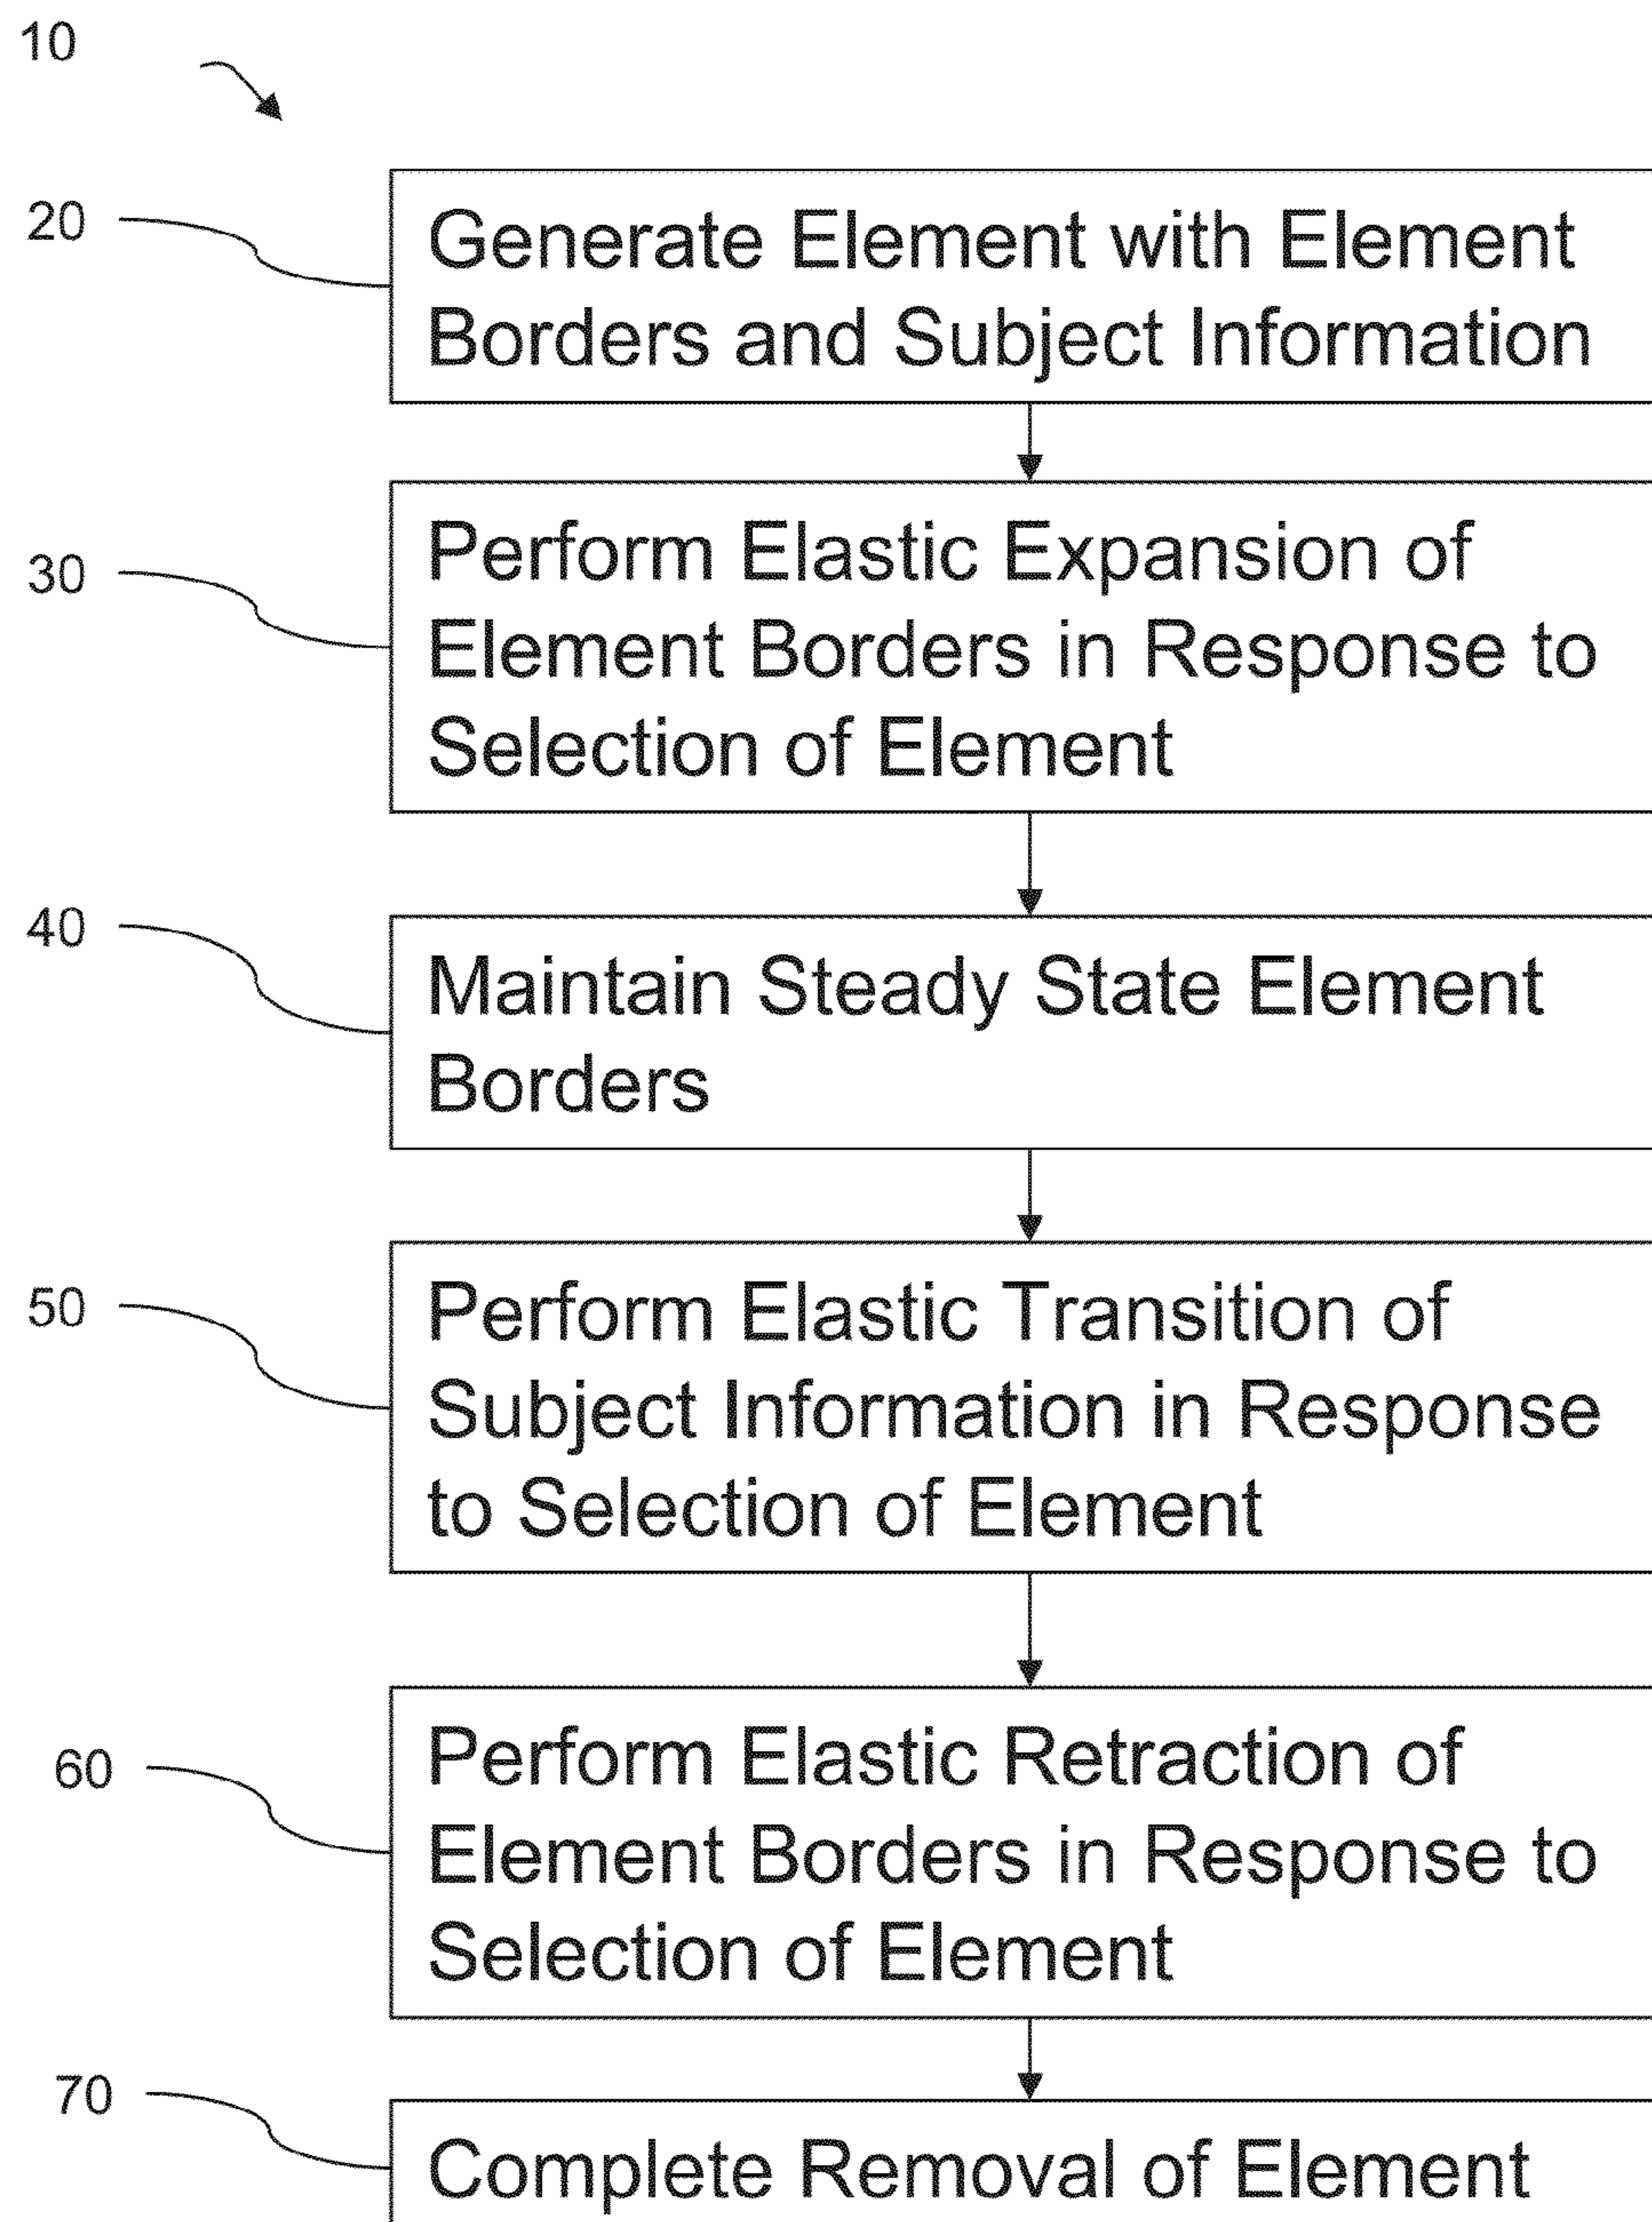 10
20
Generate Element with Element
Borders and Subject Information
30
Perform Elastic Expansion of
Element Borders in Response to
Selection of Element
40
Maintain Steady State Element
Borders
50
Perform Elastic Transition of
Subject Information in Response
to Selection of Element
60
Perform Elastic Retraction of
Element Borders in Response to
Selection of Element
70
Complete Removal of Element